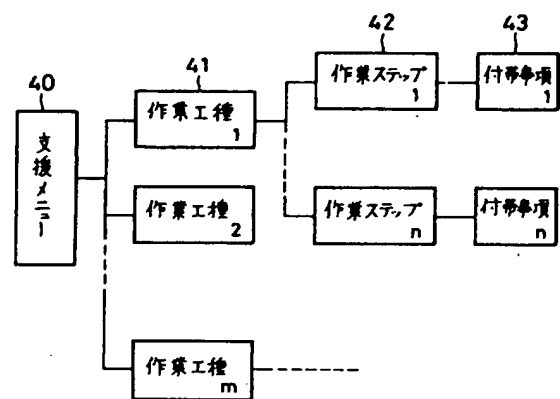 40
支援メニュー
41
作業工種
1
作業工種
2
作業工種
m
42
作業ステップ
1
作業ステップ
n
43
付帯事項
1
付帯事項
n